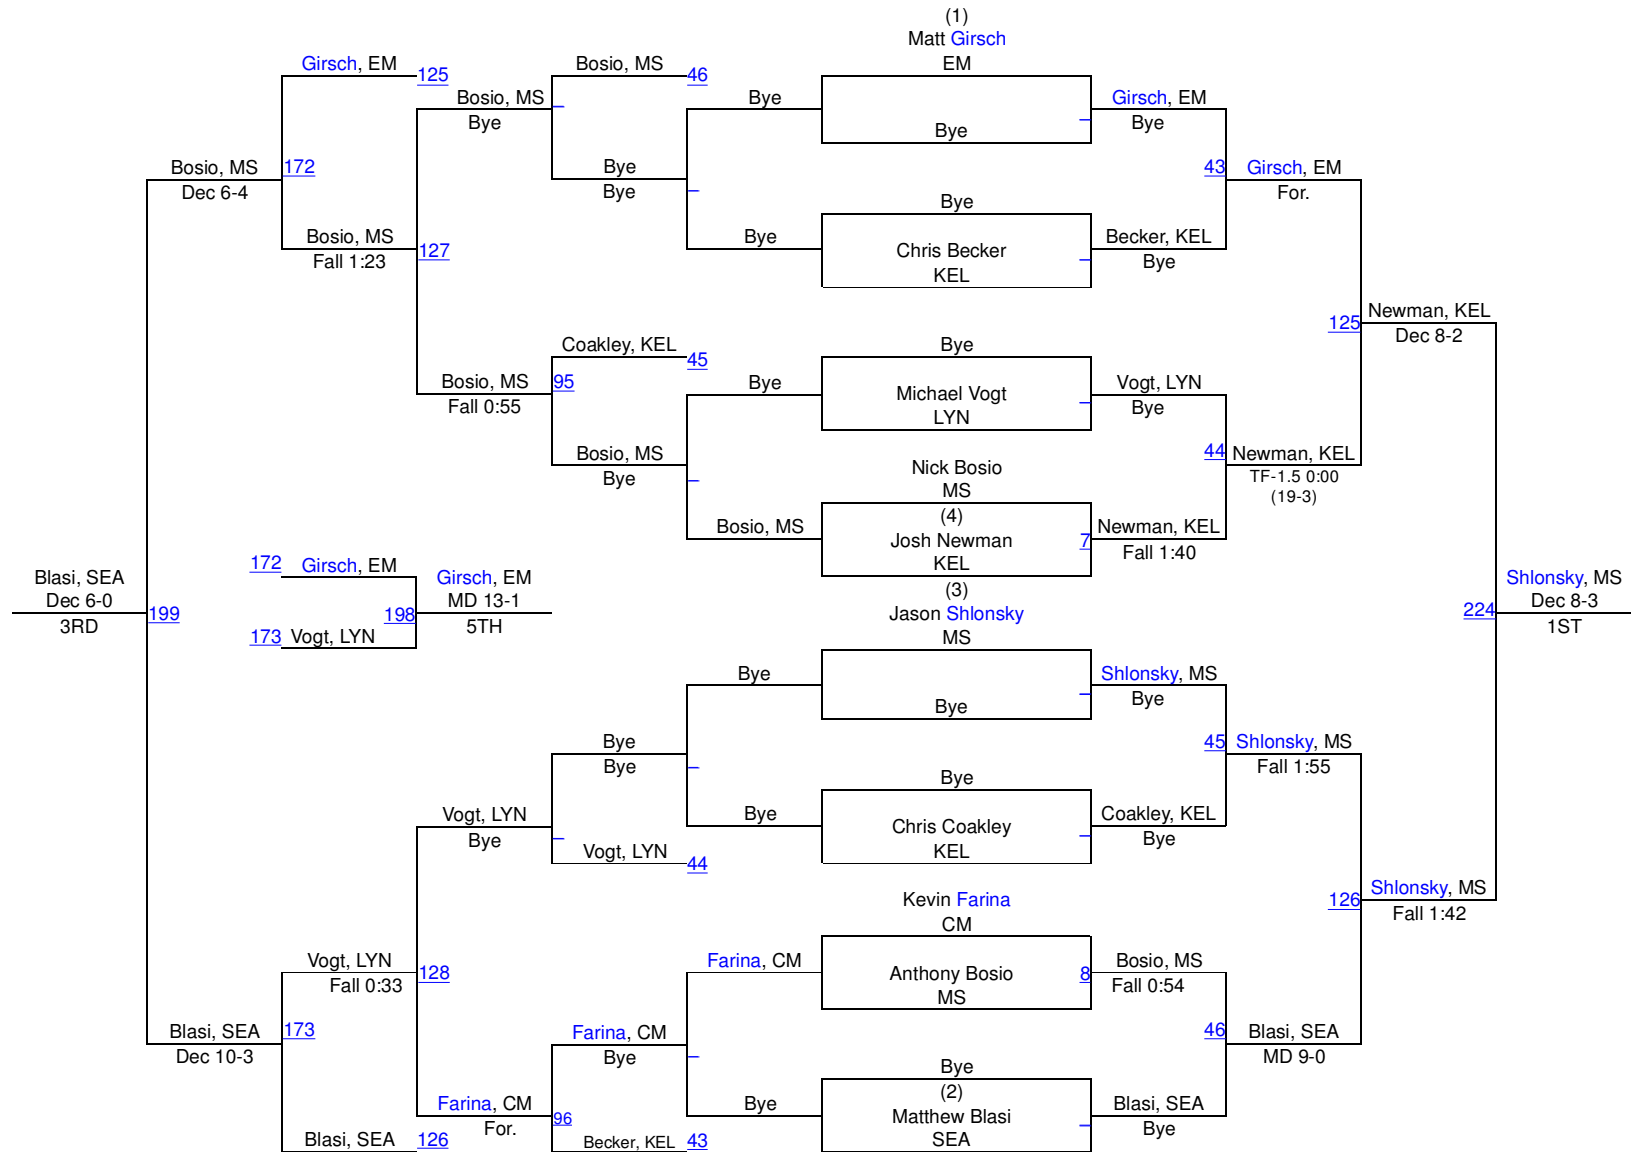 (1)
Matt Girsch
EM
Girsch, EM
125
Bosio, MS
46
Bosio, MS
Bye
Bye
Bye
Girsch, EM
Bye
Bosio, MS
Dec 6-4
172
Bye
Bye
43
Girsch, EM
For.
Bosio, MS
Fall 1:23
127
Bye
Bye
Chris Becker
KEL
Becker, KEL
Bye
125
Newman, KEL
Dec 8-2
Coakley, KEL
45
Bye
Bosio, MS
Fall 0:55
95
Bye
Michael Vogt
LYN
Vogt, LYN
Bye
Bosio, MS
Bye
44
Newman, KEL
TF-1.5 0:00
(19-3)
Nick Bosio
MS
Bosio, MS
(4)
Josh Newman
KEL
7
Newman, KEL
Fall 1:40
Blasi, SEA
Dec 6-0
3RD
199
172
Girsch, EM
173
Vogt, LYN
198
Girsch, EM
MD 13-1
5TH
(3)
Jason Shlonsky
MS
224
Shlonsky, MS
Dec 8-3
1ST
Bye
Bye
Shlonsky, MS
Bye
Bye
Bye
45
Shlonsky, MS
Fall 1:55
Vogt, LYN
Bye
Bye
Bye
Chris Coakley
KEL
Coakley, KEL
Bye
Vogt, LYN
44
Kevin Farina
CM
126
Shlonsky, MS
Fall 1:42
Vogt, LYN
Fall 0:33
128
Farina, CM
Anthony Bosio
MS
8
Bosio, MS
Fall 0:54
Blasi, SEA
Dec 10-3
173
Farina, CM
Bye
46
Blasi, SEA
MD 9-0
Farina, CM
For.
96
Bye
Bye
(2)
Matthew Blasi
SEA
Blasi, SEA
Bye
Blasi, SEA
126
Becker, KEL
43